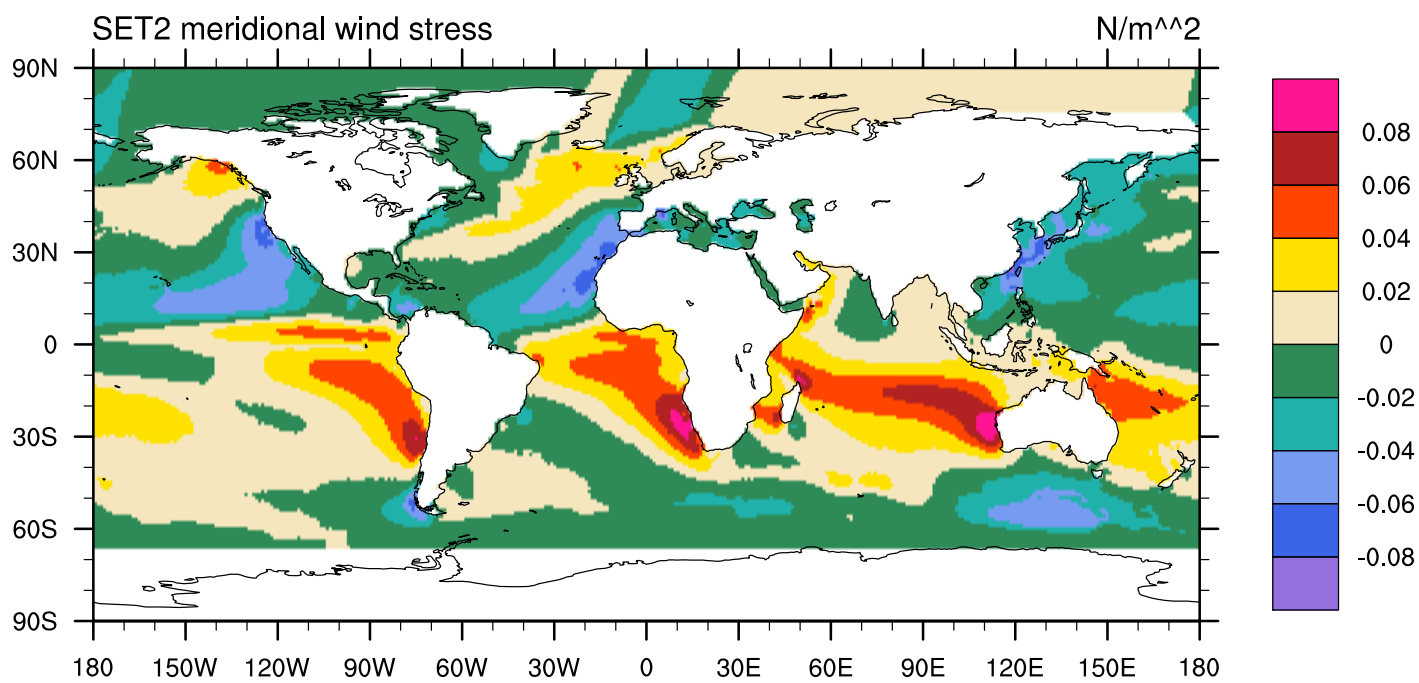 SET2 meridional wind stress N/m^^2
90N
60N
30N
0
30S
60S
90S
180 150W 120W 90W 60W 30W 0 30E 60E 90E 120E 150E 180
0.08
0.06
0.04
0.02
0
-0.02
-0.04
-0.06
-0.08